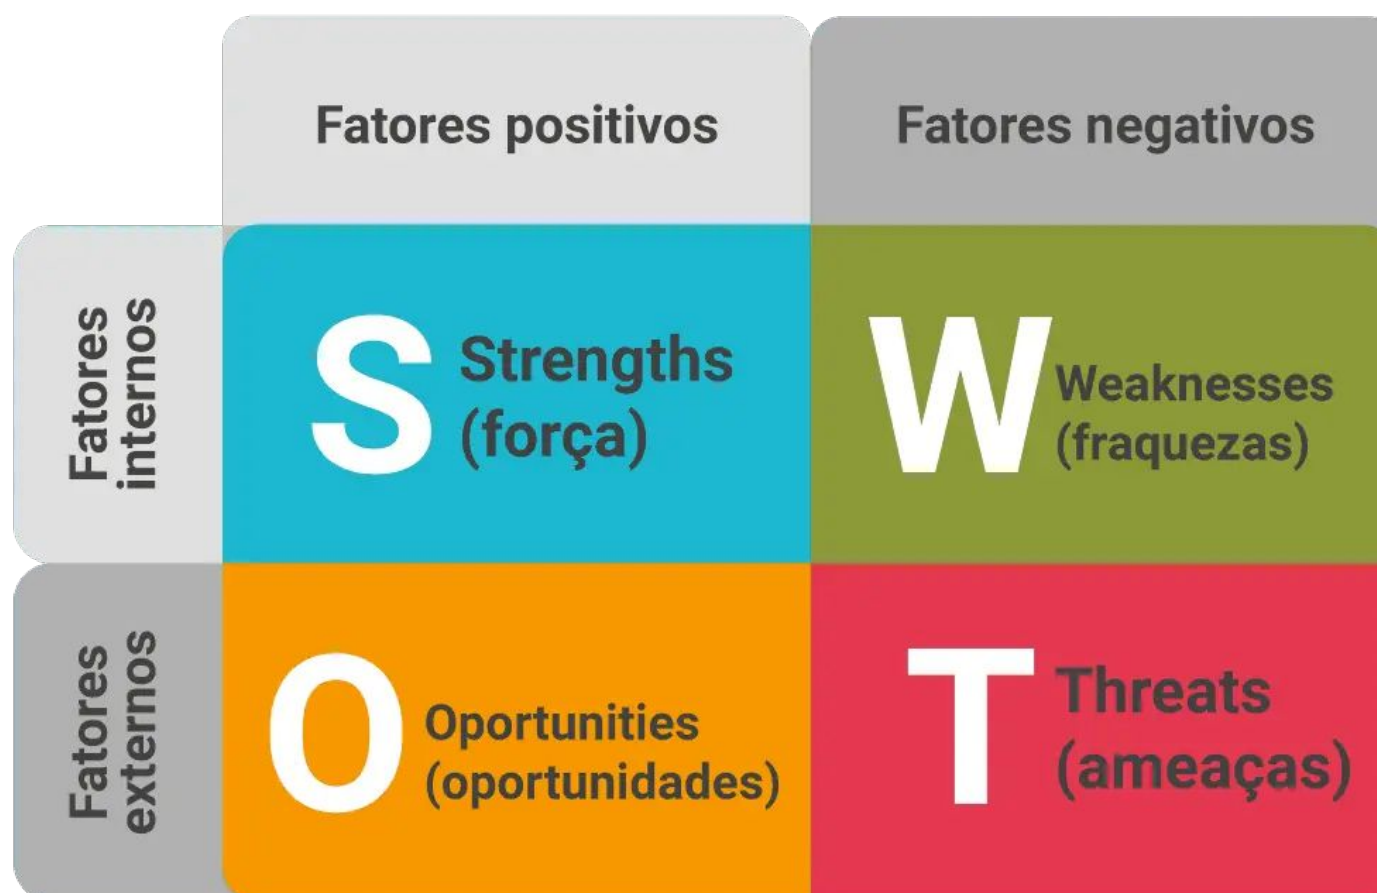 Fatores positivos
Fatores negativos
Fatores
internos
S
Strengths
(força)
W
Weaknesses
(fraquezas)
Fatores
externos
O
Oportunities
(oportunidades)
T
Threats
(ameaças)